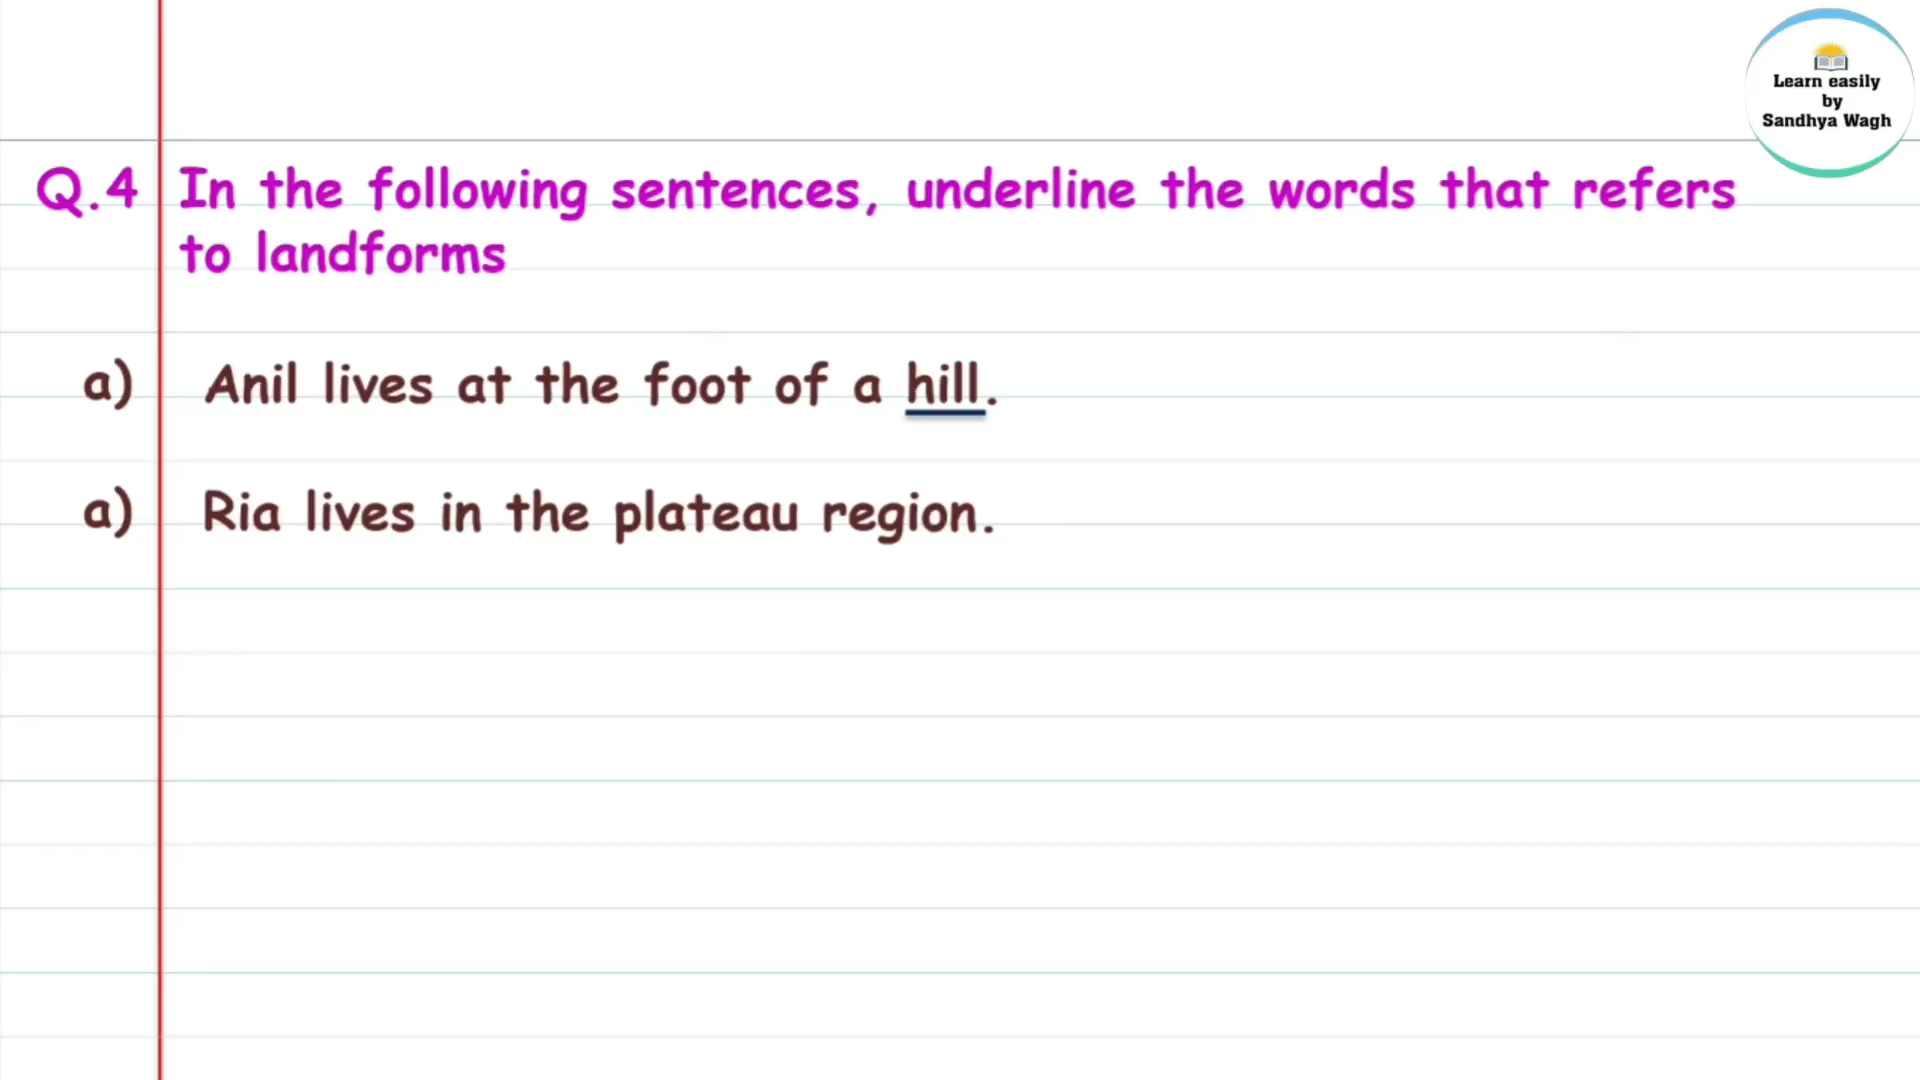 Learn easily
by
Sandhya Wagh
Q.4 In the following sentences, underline the words that refers
to landforms
a) Anil lives at the foot of a hill.
a) Ria lives in the plateau region.